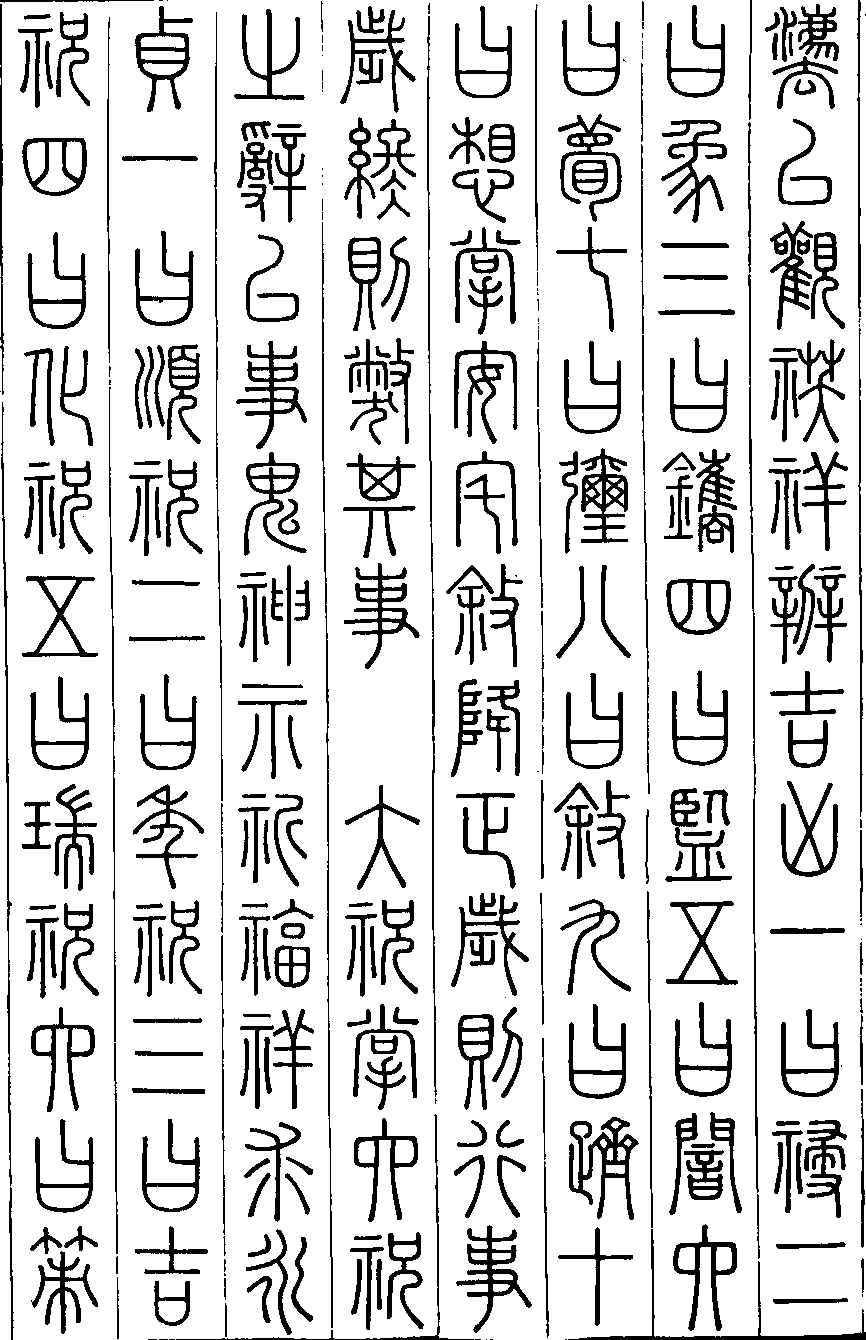 灋以觀䄏祥辨吉凶一曰祲二
曰象三曰鑴四曰監五曰闇六
曰瞢七曰彌八曰敘九曰躋十
曰想掌安宅敘降正歲則行事
歲終則弊其事　大祝掌六祝
之辭以事鬼神示祈福祥求永
貞一曰順祝二曰年祝三曰吉
祝四曰化祝五曰瑞祝六曰策